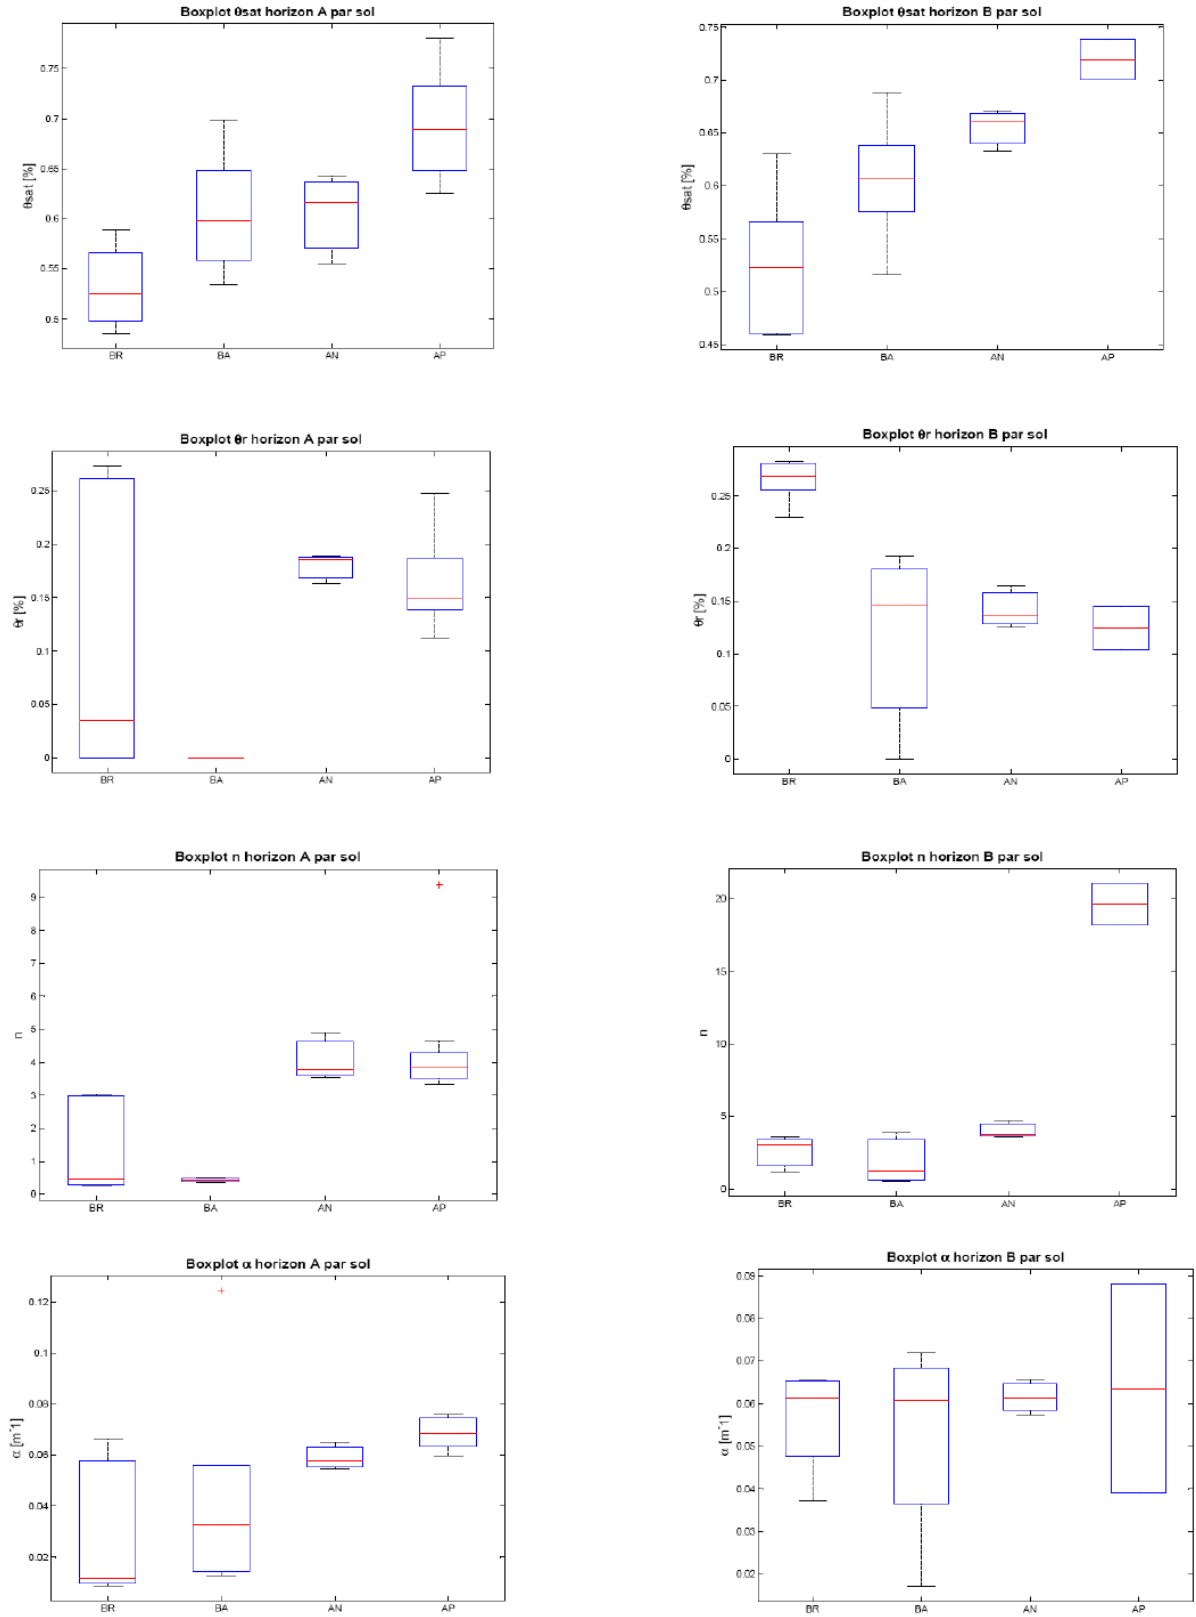 Boxplot θsat horizon A par sol
0.75
0.7
0.65
0.6
0.55
0.5
θsat [%]
BR BA AN AP
Boxplot θsat horizon B par sol
0.75
0.7
0.65
0.6
0.55
0.5
0.45
θsat [%]
BR BA AN AP
Boxplot θr horizon A par sol
0.25
0.2
0.15
0.1
0.05
0
θr [%]
BR BA AN AP
Boxplot θr horizon B par sol
0.25
0.2
0.15
0.1
0.05
0
θr [%]
BR BA AN AP
Boxplot n horizon A par sol
9
8
7
6
5
4
3
2
1
0
n
BR BA AN AP
Boxplot n horizon B par sol
20
15
10
5
0
n
BR BA AN AP
Boxplot α horizon A par sol
0.12
0.1
0.08
0.06
0.04
0.02
α [m^-1]
BR BA AN AP
Boxplot α horizon B par sol
0.09
0.08
0.07
0.06
0.05
0.04
0.03
0.02
α [m^-1]
BR BA AN AP